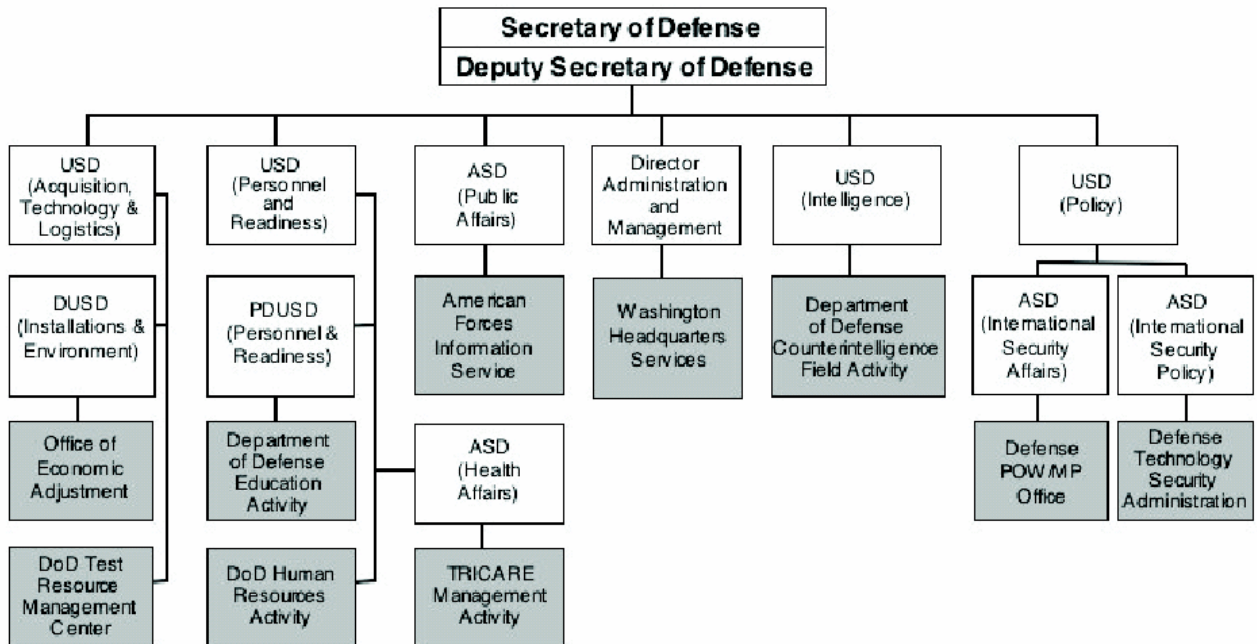 Secretary of Defense
Deputy Secretary of Defense
USD
(Acquisition,
Technology &
Logistics)
USD
(Personnel
and
Readiness)
ASD
(Public
Affairs)
Director
Administration
and
Management
USD
(Intelligence)
USD
(Policy)
DUSD
(Installations &
Environment)
PDUSD
(Personnel &
Readiness)
American
Forces
Information
Service
Washington
Headquarters
Services
Department
of Defense
Counterintelligence
Field Activity
ASD
(International
Security
Affairs)
ASD
(International
Security
Policy)
Office of
Economic
Adjustment
Department
of Defense
Education
Activity
ASD
(Health
Affairs)
Defense
POW/MP
Office
Defense
Technology
Security
Administration
DoD Test
Resource
Management
Center
DoD Human
Resources
Activity
TRICARE
Management
Activity